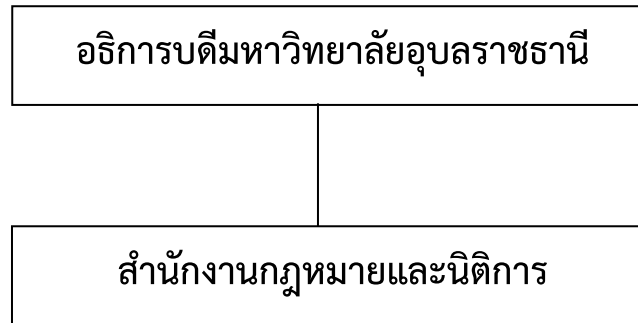 อธิการบดีมหาวิทยาลัยอุบลราชธานี
สำนักงานกฎหมายและนิติการ